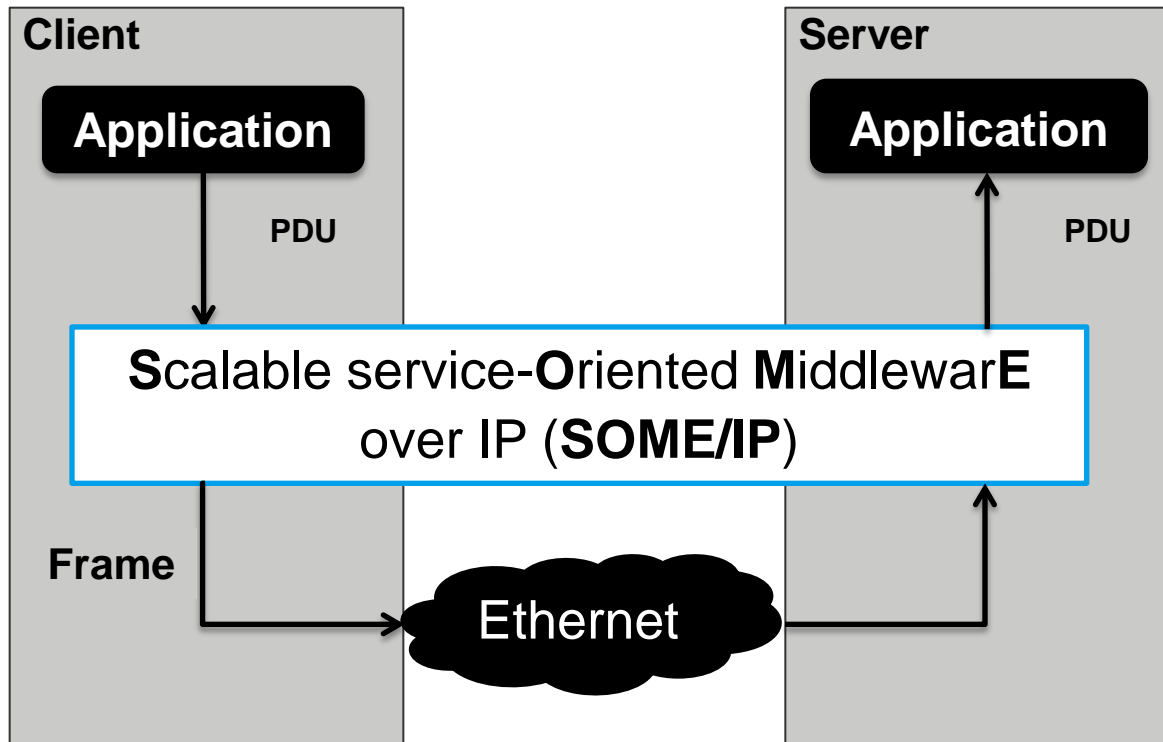 Client
Server
Application
Application
PDU
PDU
Scalable service-Oriented MiddlewarE
over IP (SOME/IP)
Frame
Ethernet